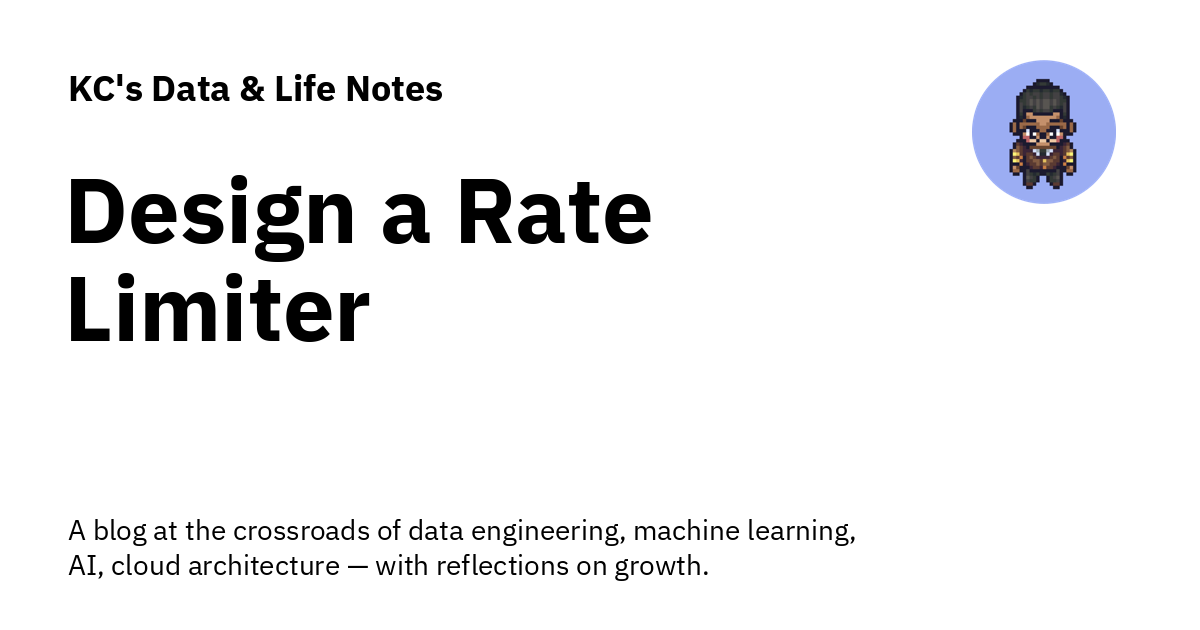 KC's Data & Life Notes
Design a Rate
Limiter
A blog at the crossroads of data engineering, machine learning,
AI, cloud architecture — with reflections on growth.